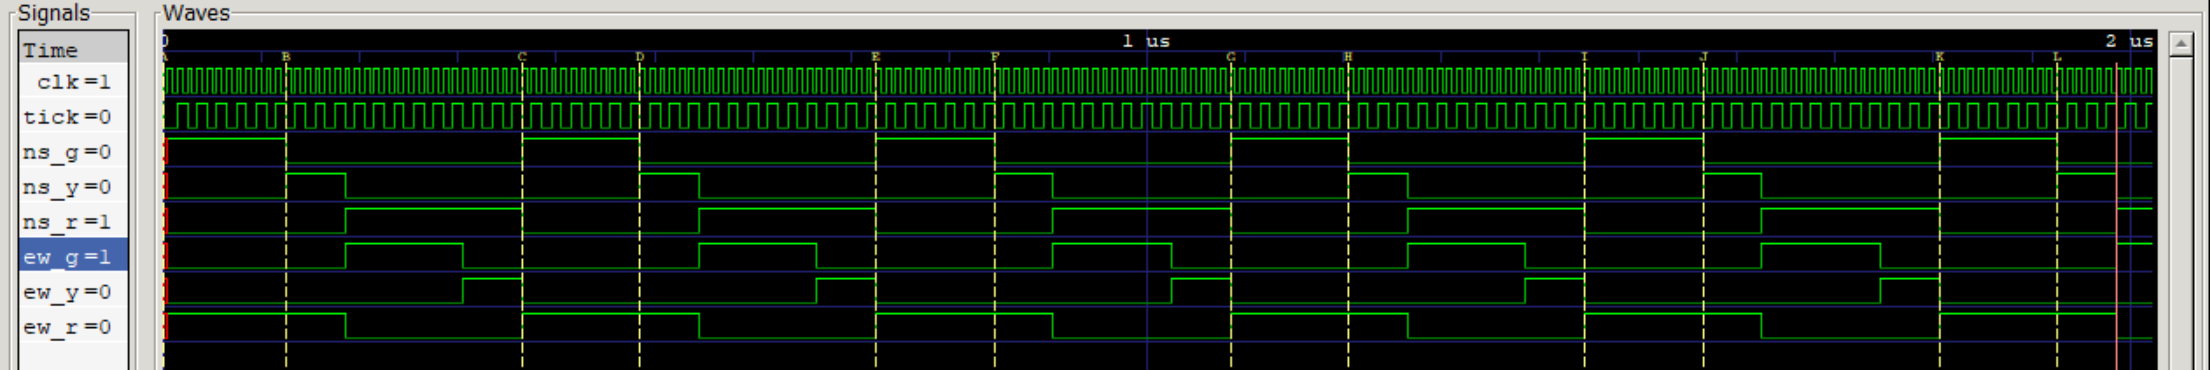 Signals
Waves
Time
0
1 us
2 us
A B C D E F G H I J K L
clk=1
tick=0
ns_g=0
ns_y=0
ns_r=1
ew_g=1
ew_y=0
ew_r=0